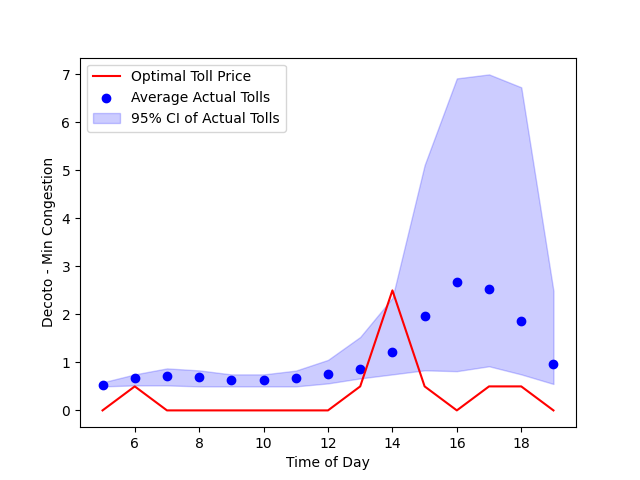 Optimal Toll Price
Average Actual Tolls
95% CI of Actual Tolls
Decoto - Min Congestion
7
6
5
4
3
2
1
0
6 8 10 12 14 16 18
Time of Day